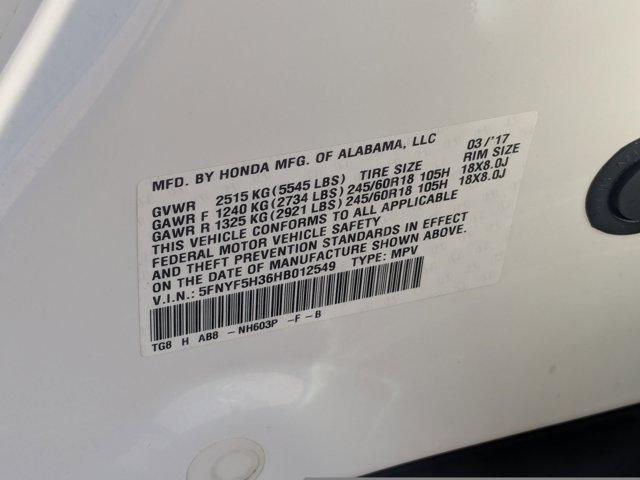 MFD. BY HONDA MFG. OF ALABAMA, LLC 03/'17
GVWR 2515 KG (5545 LBS) TIRE SIZE RIM SIZE
GAWR F 1240 KG (2734 LBS) 245/60R18 105H 18X8.0J
GAWR R 1325 KG (2921 LBS) 245/60R18 105H 18X8.0J
THIS VEHICLE CONFORMS TO ALL APPLICABLE
FEDERAL MOTOR VEHICLE SAFETY
AND THEFT PREVENTION STANDARDS IN EFFECT
ON THE DATE OF MANUFACTURE SHOWN ABOVE.
V.I.N.: 5FNYF5H36HB012549 TYPE: MPV
TG8 H AB8 - NH603P -F-B